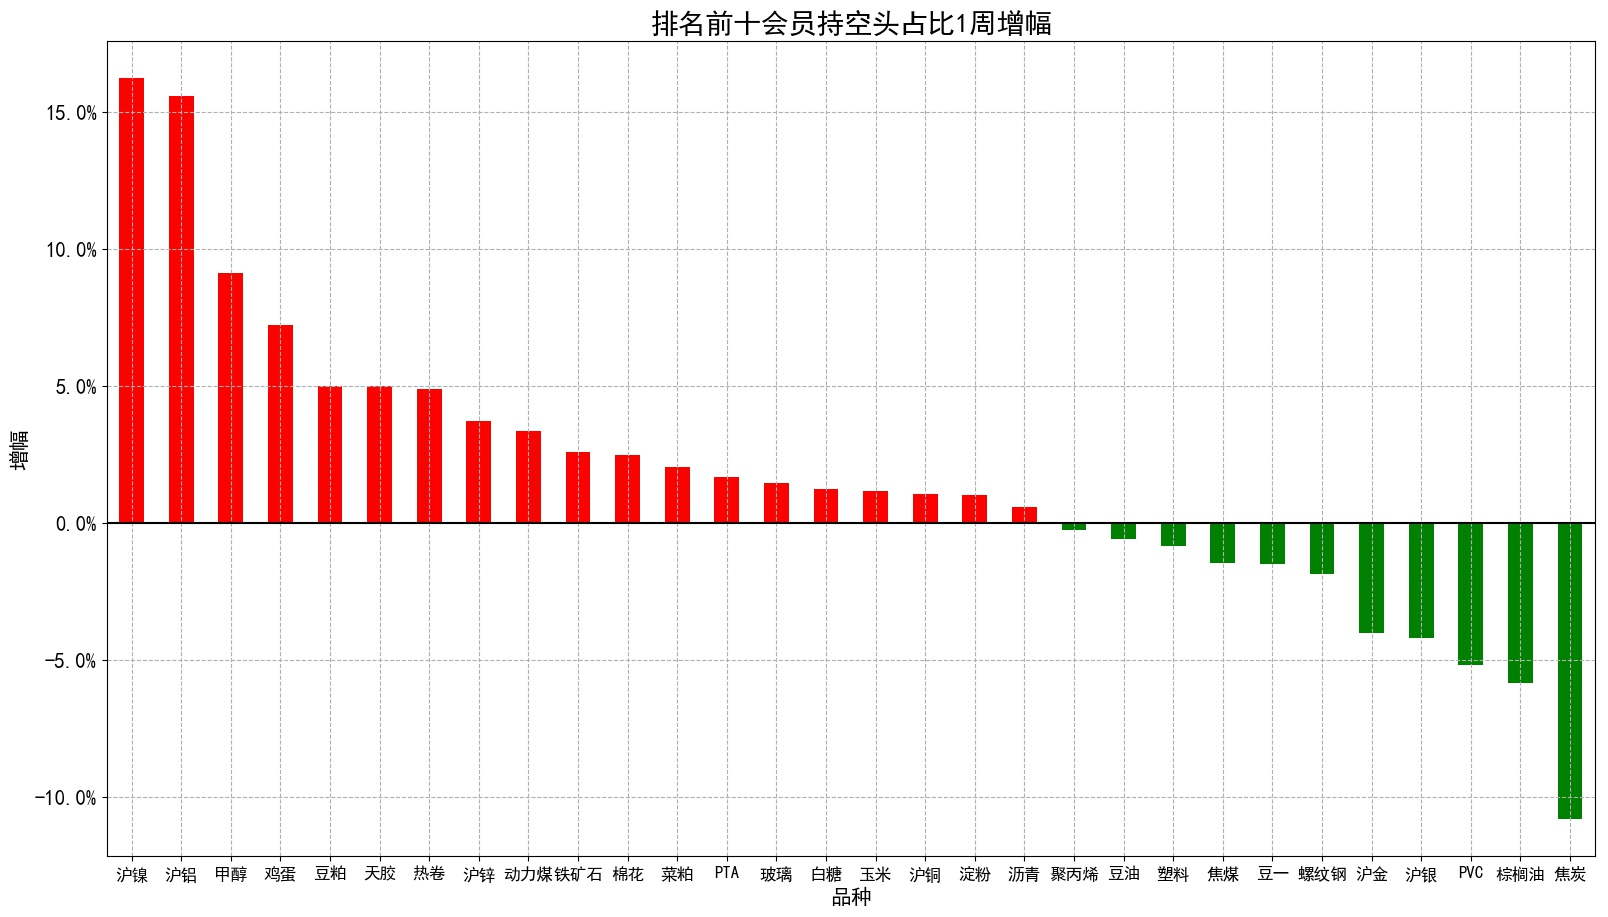 排名前十会员持空头占比1周增幅
增幅
15.0%
10.0%
5.0%
0.0%
−5.0%
−10.0%
沪镍 沪铝 甲醇 鸡蛋 豆粕 天胶 热卷 沪锌 动力煤 铁矿石 棉花 菜粕 PTA 玻璃 白糖 玉米 沪铜 淀粉 沥青 聚丙烯 豆油 塑料 焦煤 豆一 螺纹钢 沪金 沪银 PVC 棕榈油 焦炭
品种